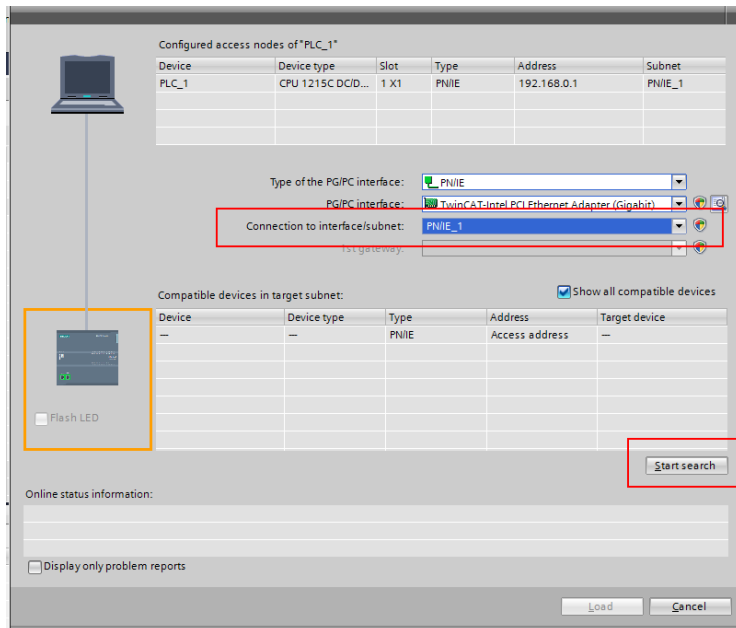 Configured access nodes of "PLC_1"
Device Device type Slot Type Address Subnet
PLC_1 CPU 1215C DC/D... 1 X1 PN/IE 192.168.0.1 PN/IE_1
Type of the PG/PC interface: PN/IE
PG/PC interface: TwinCAT-Intel PCI Ethernet Adapter (Gigabit)
Connection to interface/subnet: PN/IE_1
1st gateway:
Compatible devices in target subnet: Show all compatible devices
Device Device type Type Address Target device
— — PN/IE Access address —
Flash LED
Start search
Online status information:
Display only problem reports
Load Cancel